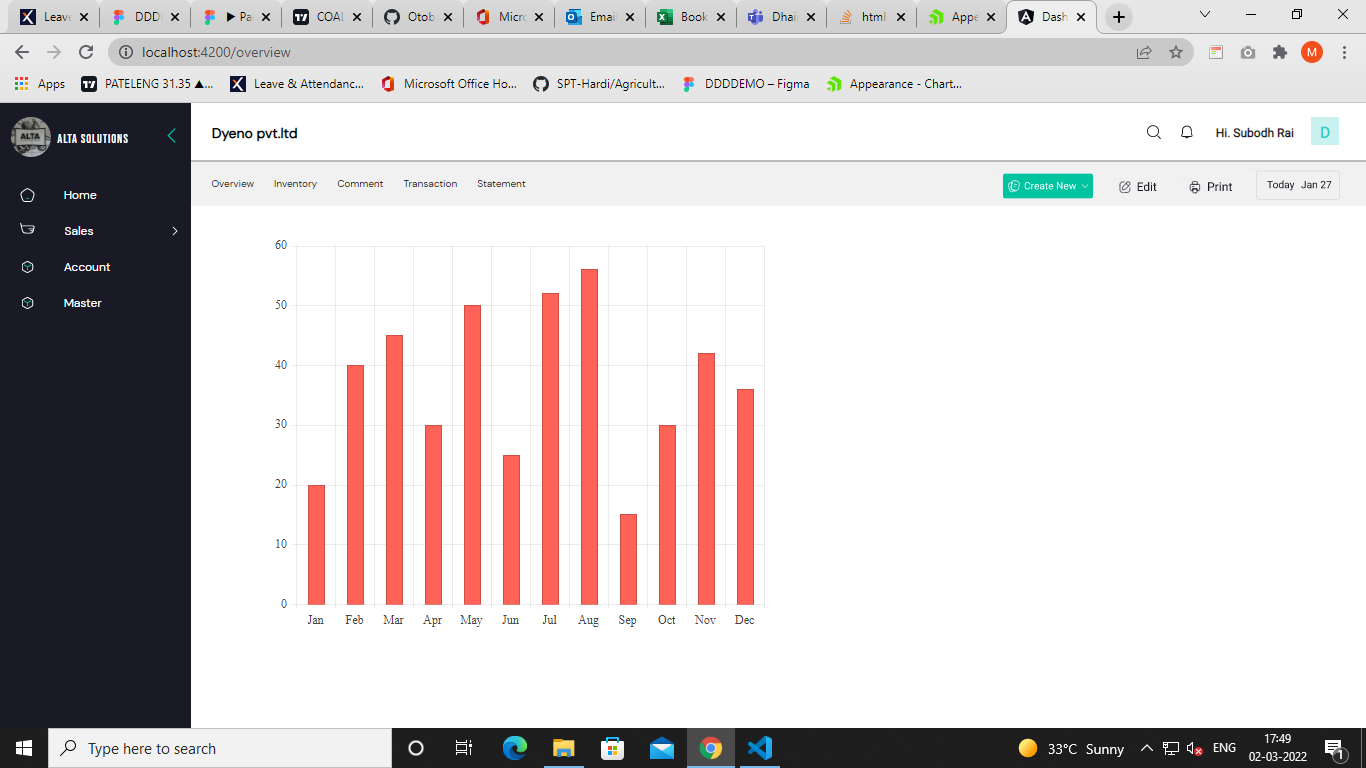 Leave
DDDI
Pa
COAL
Otob
Micr
Email
Book
Dhai
html
Appe
Dash
localhost:4200/overview
M
Apps
PATELENG 31.35 ▲...
Leave & Attendanc...
Microsoft Office Ho...
SPT-Hardi/Agricult...
DDDDEMO – Figma
Appearance - Chart...
ALTA
ALTA SOLUTIONS
Dyeno pvt.ltd
Hi. Subodh Rai
D
Home
Sales
Account
Master
Overview
Inventory
Comment
Transaction
Statement
Create New
Edit
Print
Today Jan 27
60
50
40
30
20
10
0
Jan Feb Mar Apr May Jun Jul Aug Sep Oct Nov Dec
Type here to search
33°C Sunny
ENG
17:49
02-03-2022
1